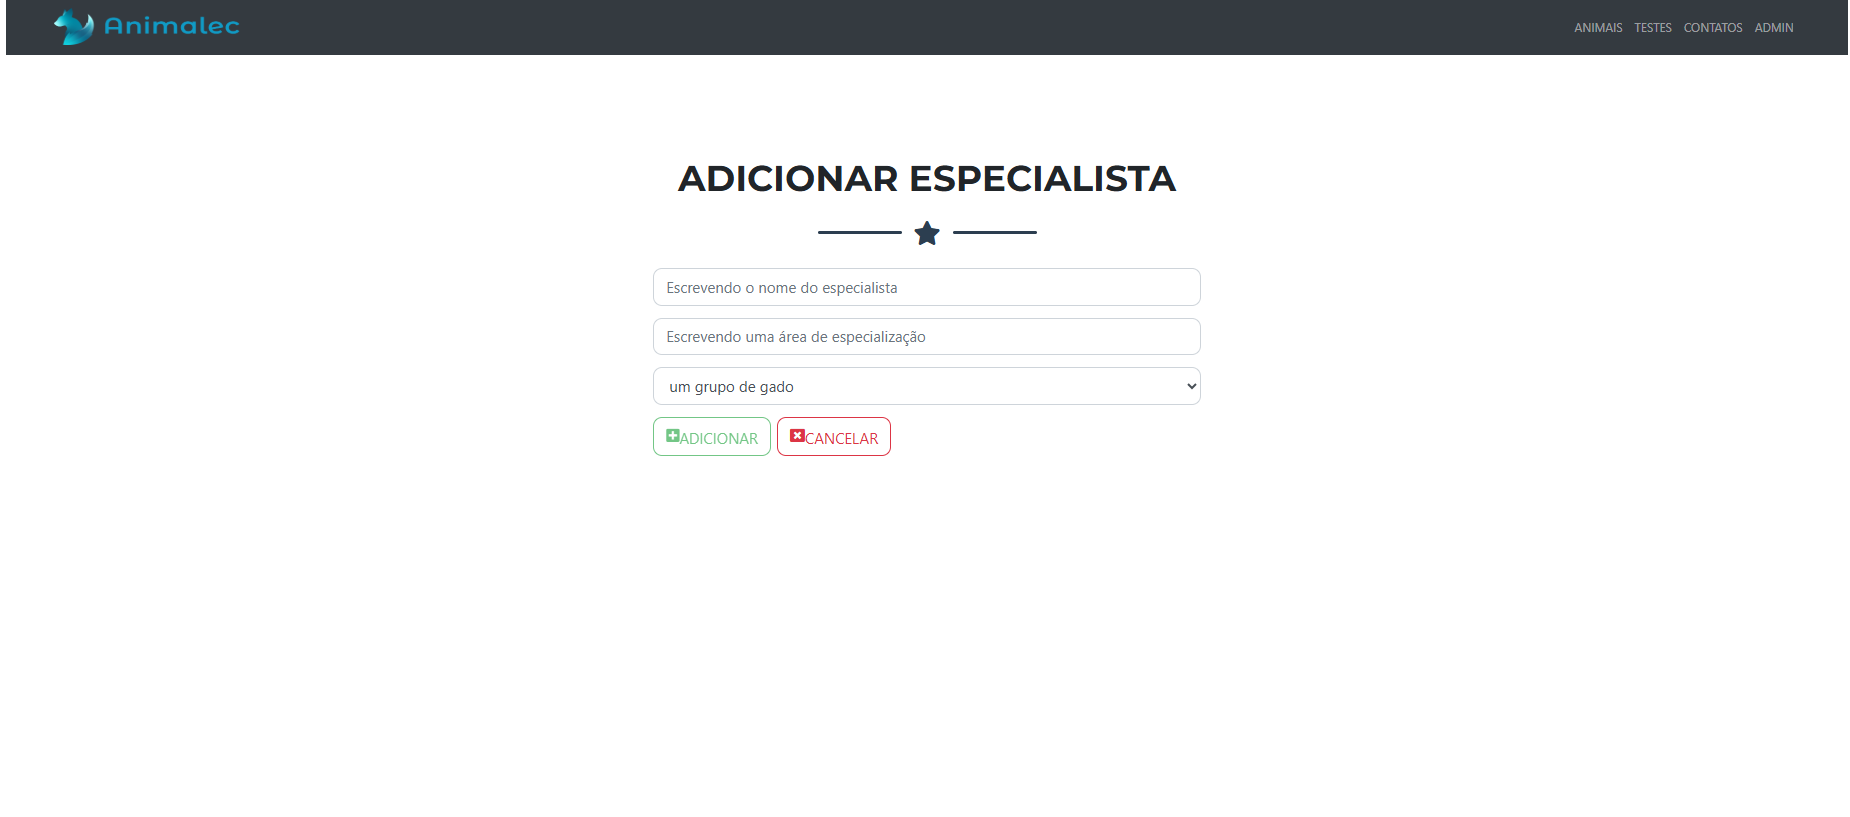 Animalec
ANIMAIS TESTES CONTATOS ADMIN
ADICIONAR ESPECIALISTA
Escrevendo o nome do especialista
Escrevendo uma área de especialização
um grupo de gado
ADICIONAR CANCELAR